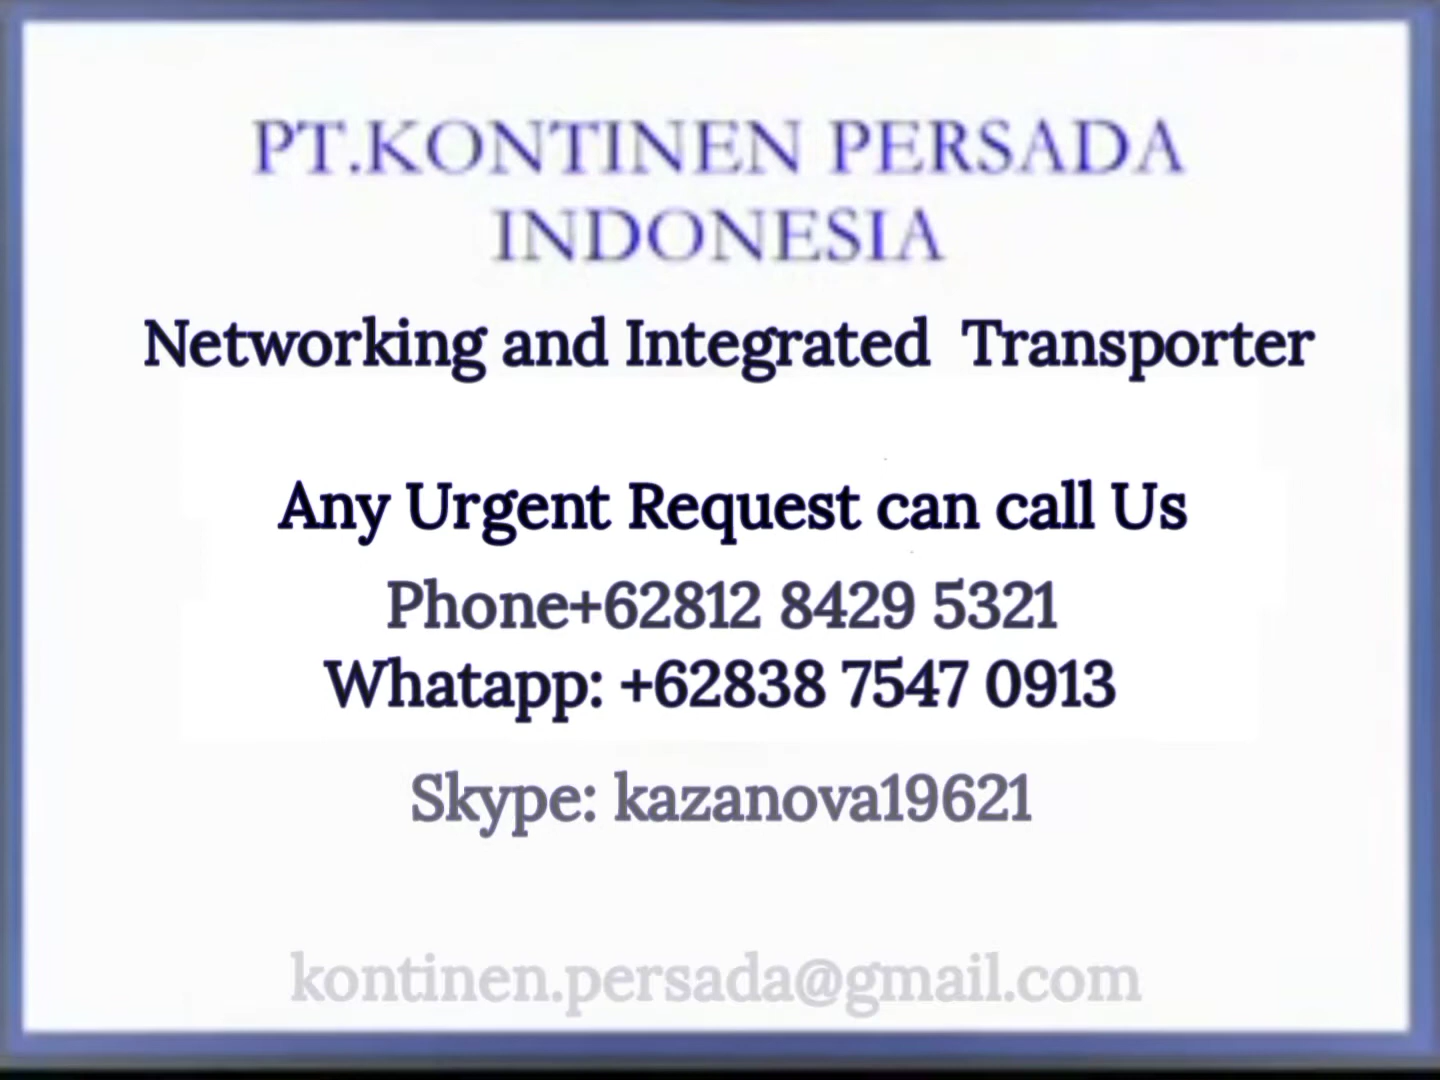 PT.KONTINEN PERSADA
INDONESIA
Networking and Integrated Transporter
Any Urgent Request can call Us
Phone+62812 8429 5321
Whatapp: +62838 7547 0913
Skype: kazanova19621
kontinen.persada@gmail.com